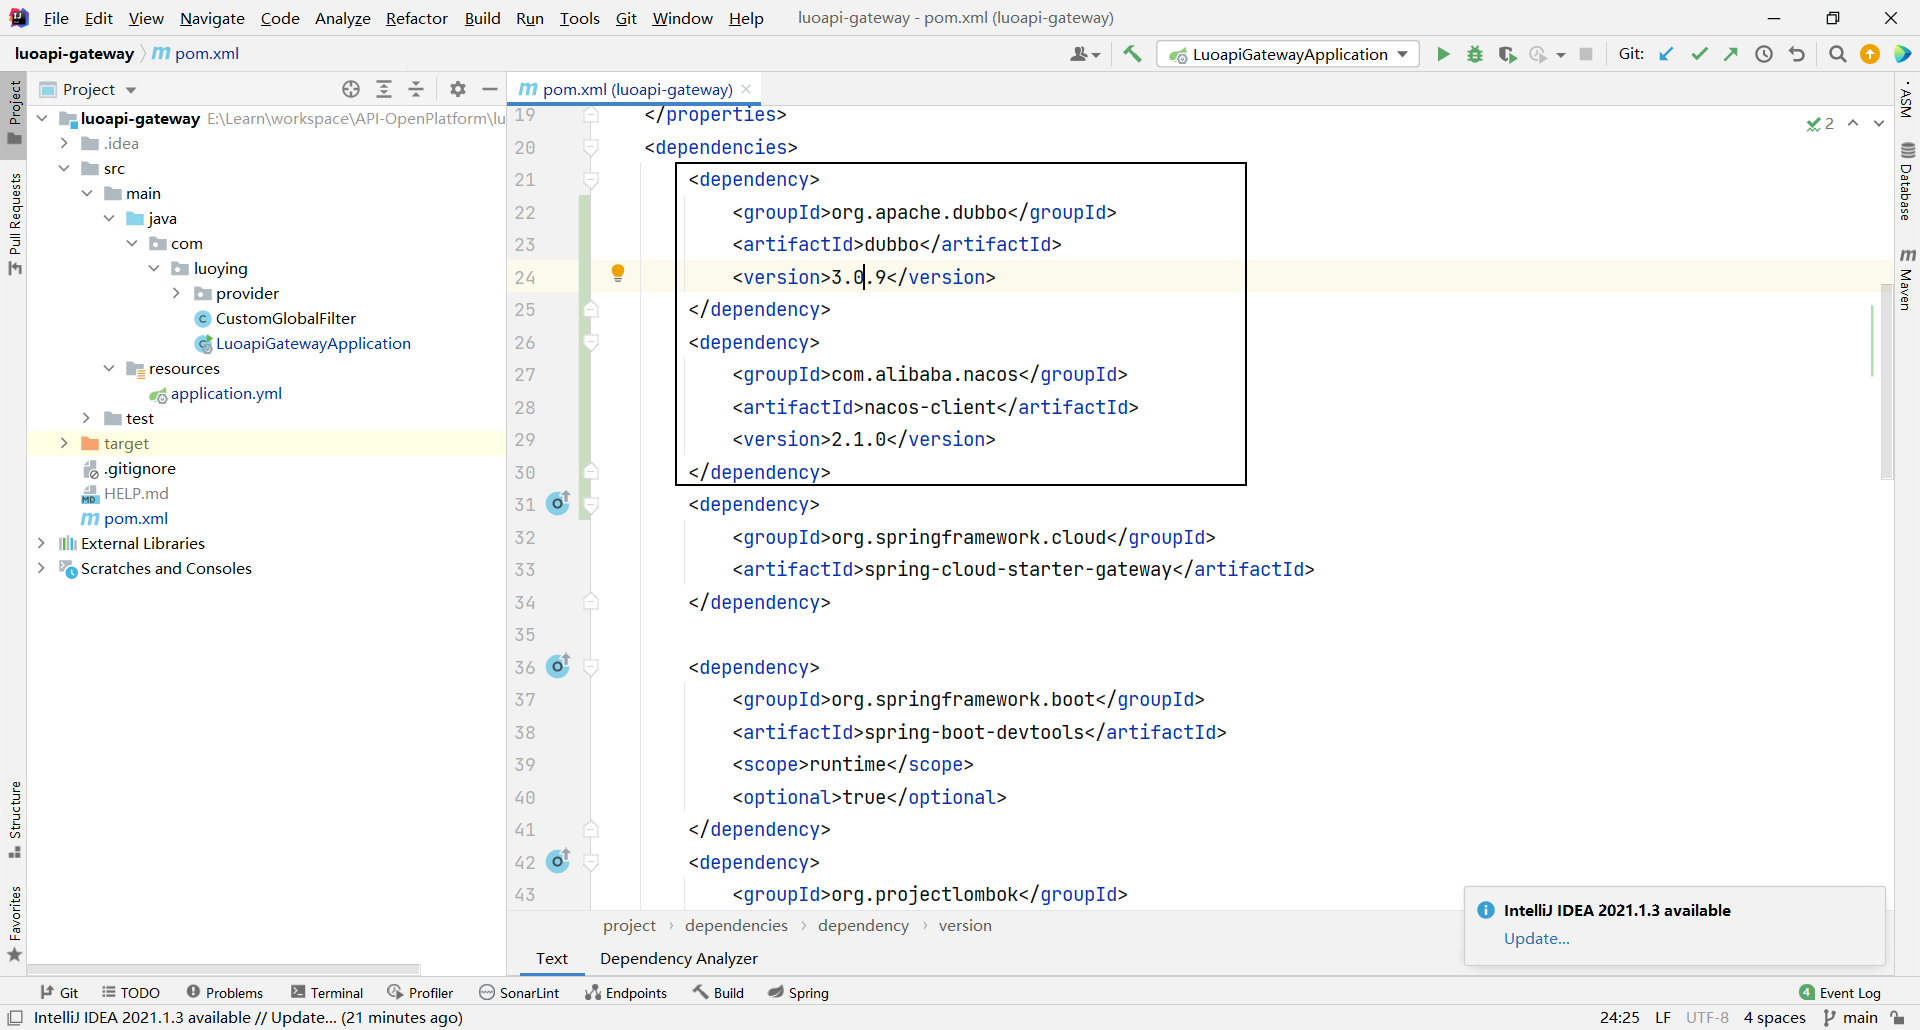 File Edit View Navigate Code Analyze Refactor Build Run Tools Git Window Help luoapi-gateway - pom.xml (luoapi-gateway)
luoapi-gateway pom.xml LuoapiGatewayApplication Git:
Project
pom.xml (luoapi-gateway)
Project
Pull Requests
Structure
Favorites
luoapi-gateway E:\Learn\workspace\API-OpenPlatform\lu
.idea
src
main
java
com
luoying
provider
CustomGlobalFilter
LuoapiGatewayApplication
resources
application.yml
test
target
.gitignore
HELP.md
pom.xml
External Libraries
Scratches and Consoles
19 </properties>
20 <dependencies>
21 <dependency>
22 <groupId>org.apache.dubbo</groupId>
23 <artifactId>dubbo</artifactId>
24 <version>3.0.9</version>
25 </dependency>
26 <dependency>
27 <groupId>com.alibaba.nacos</groupId>
28 <artifactId>nacos-client</artifactId>
29 <version>2.1.0</version>
30 </dependency>
31 <dependency>
32 <groupId>org.springframework.cloud</groupId>
33 <artifactId>spring-cloud-starter-gateway</artifactId>
34 </dependency>
35
36 <dependency>
37 <groupId>org.springframework.boot</groupId>
38 <artifactId>spring-boot-devtools</artifactId>
39 <scope>runtime</scope>
40 <optional>true</optional>
41 </dependency>
42 <dependency>
43 <groupId>org.projectlombok</groupId>
2
ASM
Database
Maven
project › dependencies › dependency › version
Text Dependency Analyzer
IntelliJ IDEA 2021.1.3 available
Update...
Git TODO Problems Terminal Profiler SonarLint Endpoints Build Spring 4 Event Log
IntelliJ IDEA 2021.1.3 available // Update... (21 minutes ago) 24:25 LF UTF-8 4 spaces main